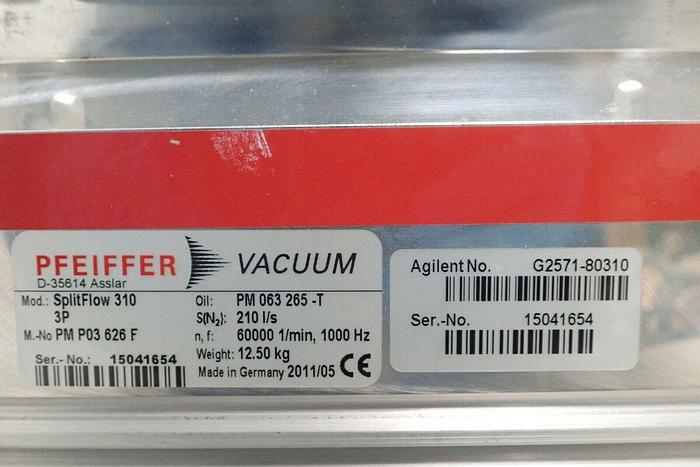 PFEIFFER VACUUM
D-35614 Asslar
Mod.: SplitFlow 310
3P
M.-No PM P03 626 F
Ser.- No.: 15041654
Oil: PM 063 265 -T
S(N₂): 210 l/s
n, f: 60000 1/min, 1000 Hz
Weight: 12.50 kg
Made in Germany 2011/05 CE
Agilent No. G2571-80310
Ser.-No. 15041654